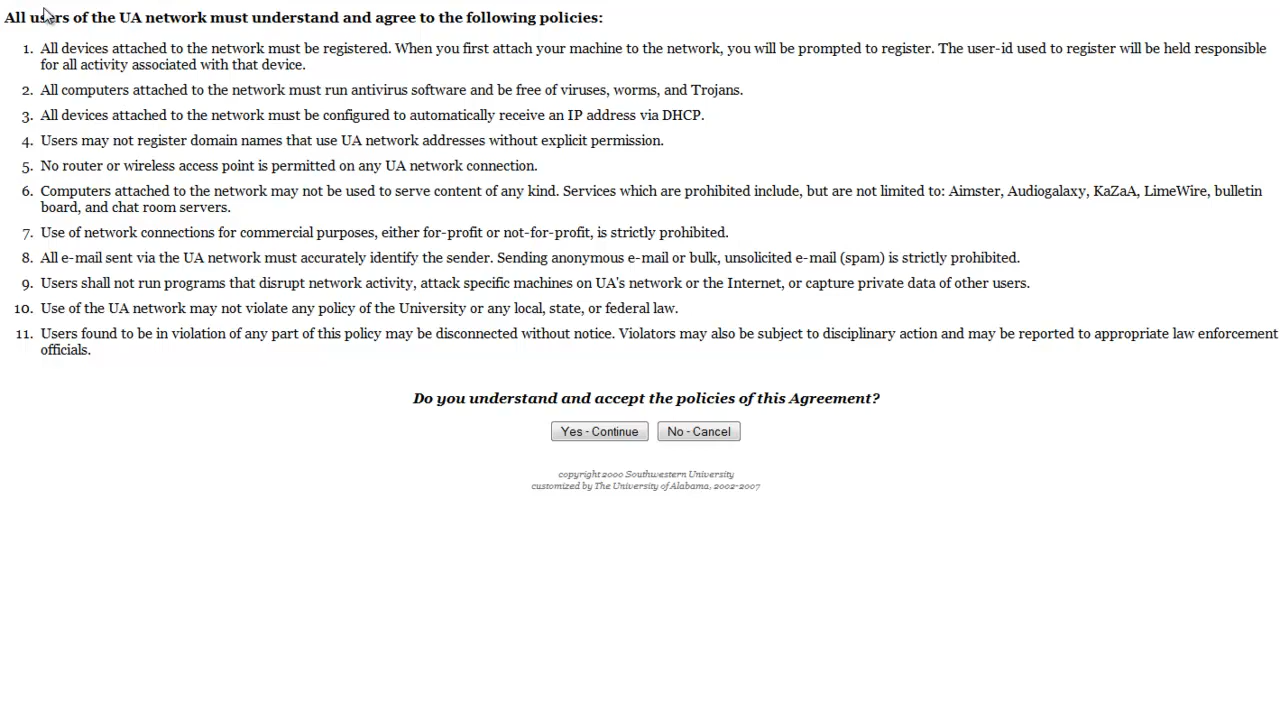 All users of the UA network must understand and agree to the following policies:
1. All devices attached to the network must be registered. When you first attach your machine to the network, you will be prompted to register. The user-id used to register will be held responsible
for all activity associated with that device.
2. All computers attached to the network must run antivirus software and be free of viruses, worms, and Trojans.
3. All devices attached to the network must be configured to automatically receive an IP address via DHCP.
4. Users may not register domain names that use UA network addresses without explicit permission.
5. No router or wireless access point is permitted on any UA network connection.
6. Computers attached to the network may not be used to serve content of any kind. Services which are prohibited include, but are not limited to: Aimster, Audiogalaxy, KaZaA, LimeWire, bulletin
board, and chat room servers.
7. Use of network connections for commercial purposes, either for-profit or not-for-profit, is strictly prohibited.
8. All e-mail sent via the UA network must accurately identify the sender. Sending anonymous e-mail or bulk, unsolicited e-mail (spam) is strictly prohibited.
9. Users shall not run programs that disrupt network activity, attack specific machines on UA's network or the Internet, or capture private data of other users.
10. Use of the UA network may not violate any policy of the University or any local, state, or federal law.
11. Users found to be in violation of any part of this policy may be disconnected without notice. Violators may also be subject to disciplinary action and may be reported to appropriate law enforcement
officials.
Do you understand and accept the policies of this Agreement?
Yes - Continue No - Cancel
copyright 2000 Southwestern University
customized by The University of Alabama, 2002-2007